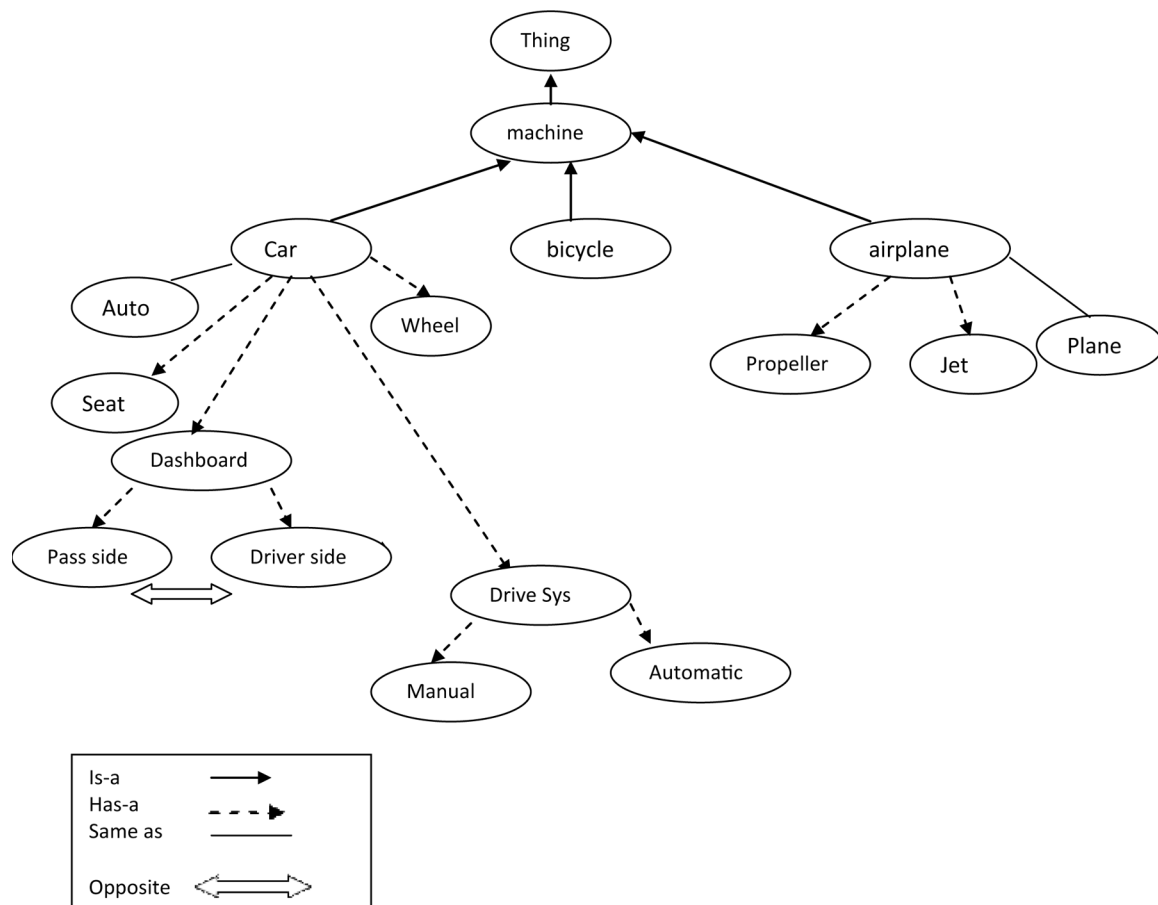 Thing
machine
Car
bicycle
airplane
Auto
Wheel
Propeller
Jet
Plane
Seat
Dashboard
Pass side
Driver side
Drive Sys
Manual
Automatic
Is-a
Has-a
Same as
Opposite